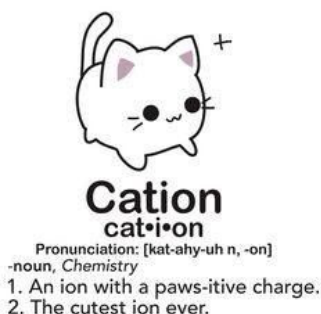 +
Cation
cat•i•on
Pronunciation: [kat-ahy-uh n, -on]
-noun, Chemistry
1. An ion with a paws-itive charge.
2. The cutest ion ever.